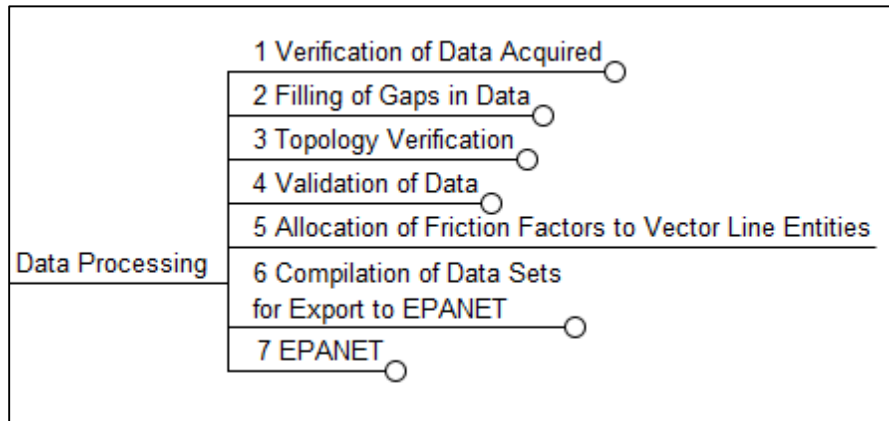 1 Verification of Data Acquired
2 Filling of Gaps in Data
3 Topology Verification
4 Validation of Data
5 Allocation of Friction Factors to Vector Line Entities
Data Processing
6 Compilation of Data Sets
for Export to EPANET
7 EPANET